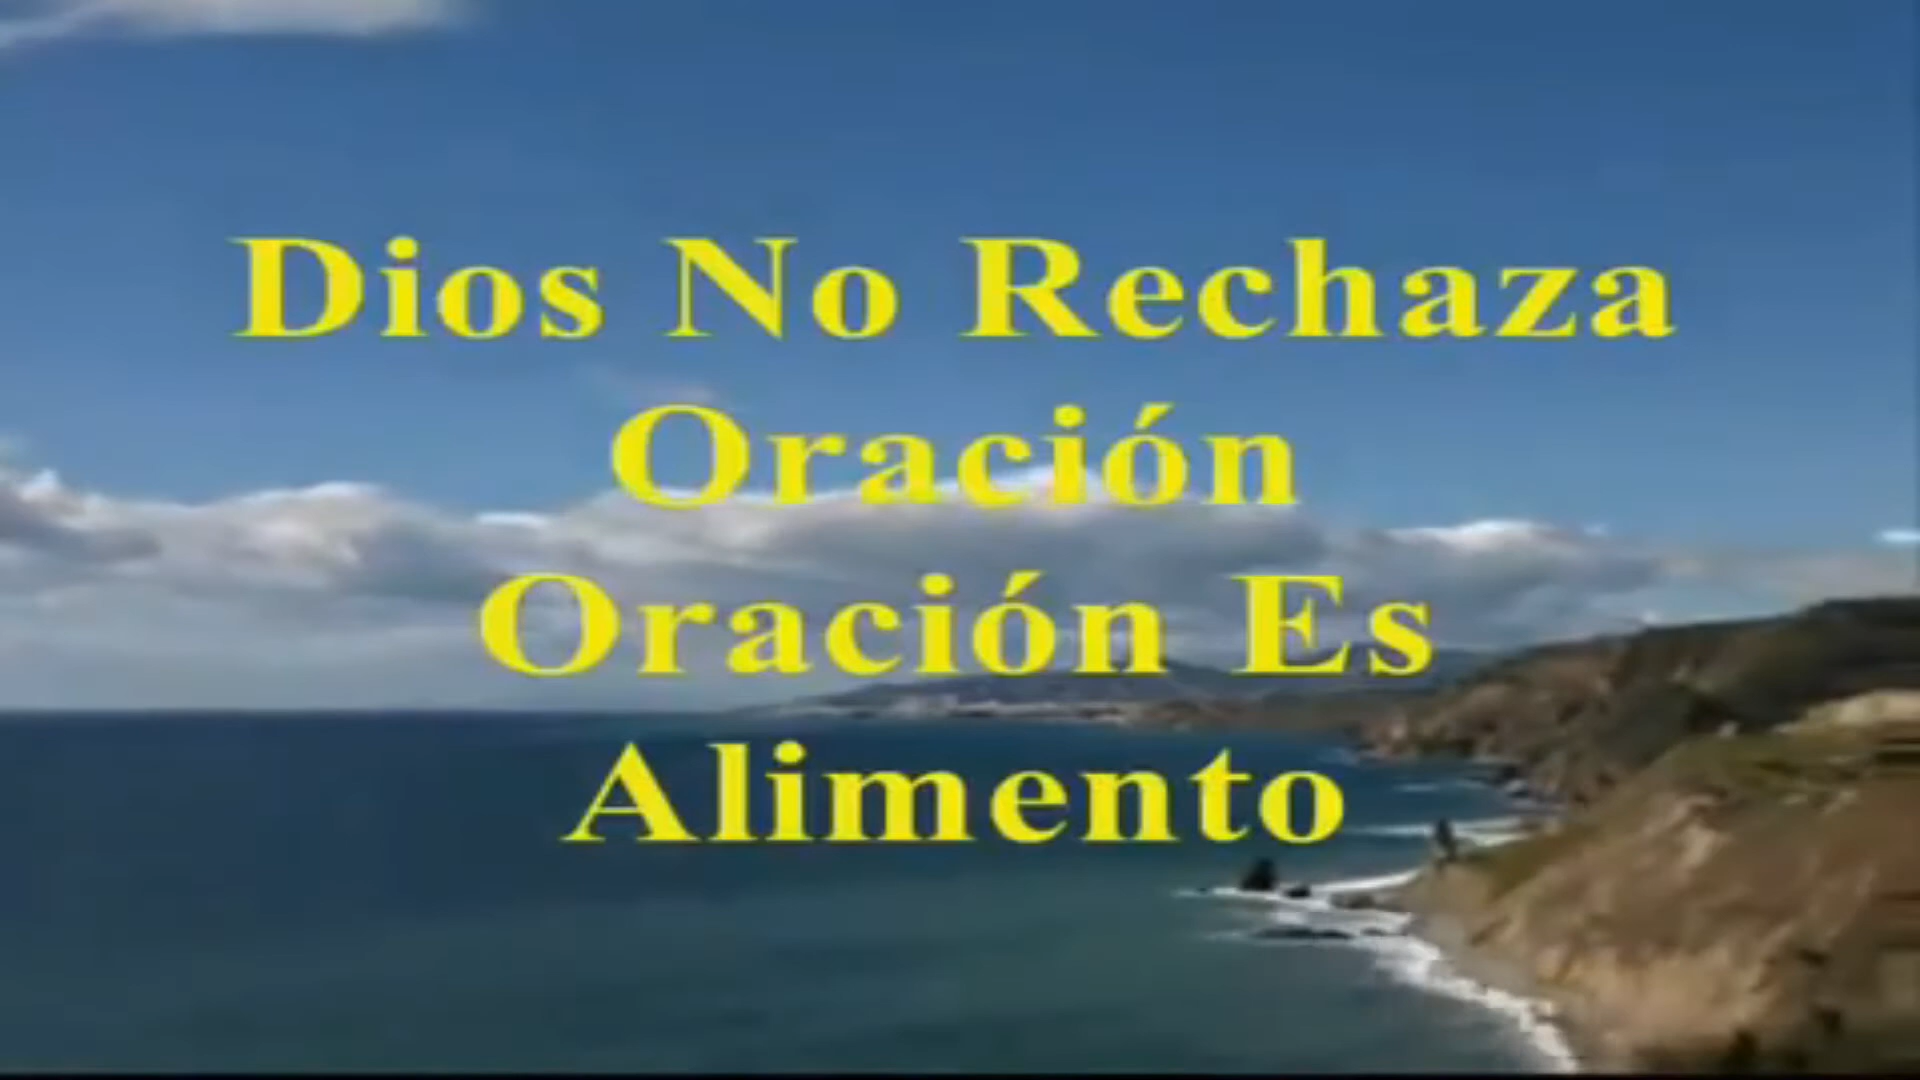 Dios No Rechaza
Oración
Oración Es
Alimento